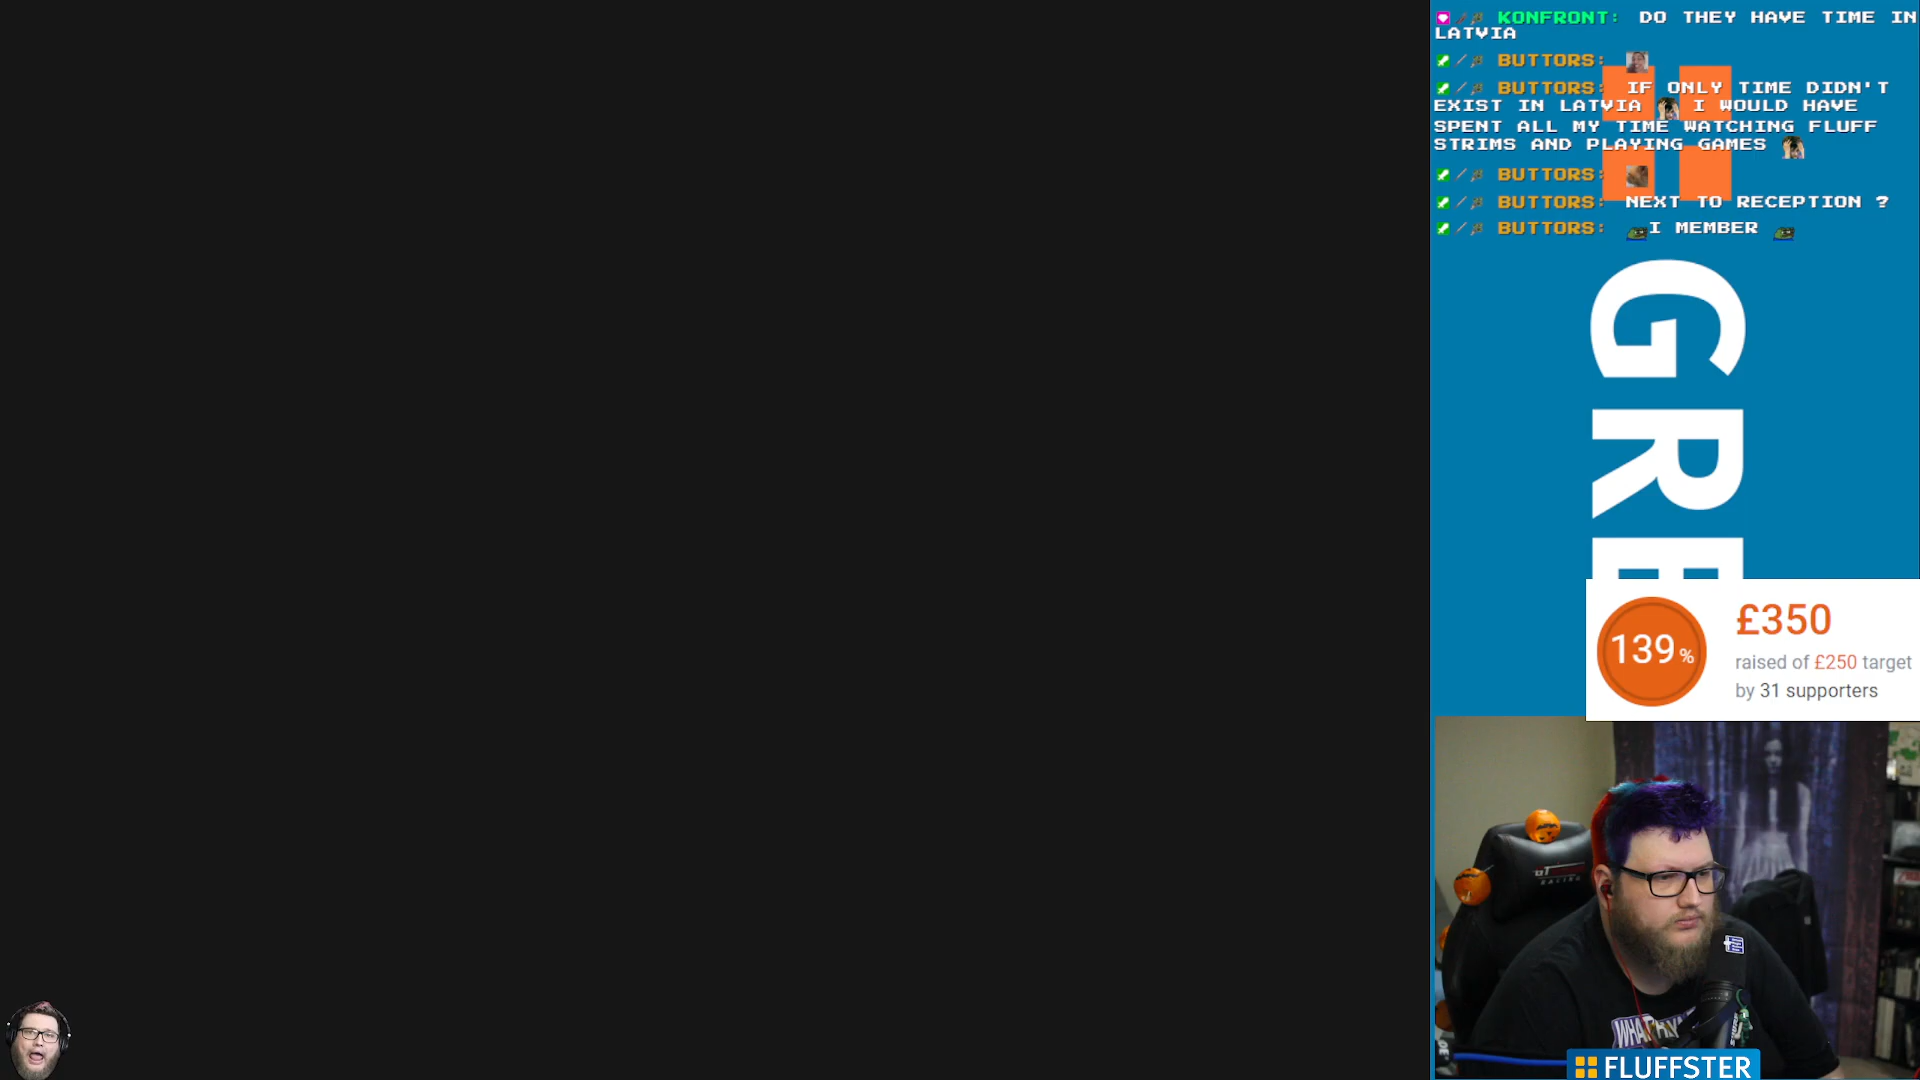 KONFRONT: DO THEY HAVE TIME IN
LATVIA
BUTTORS:
BUTTORS: IF ONLY TIME DIDN'T
EXIST IN LATVIA I WOULD HAVE
SPENT ALL MY TIME WATCHING FLUFF
STRIMS AND PLAYING GAMES
BUTTORS:
BUTTORS: NEXT TO RECEPTION ?
BUTTORS: I MEMBER
GRE
139%
£350
raised of £250 target
by 31 supporters
FLUFFSTER